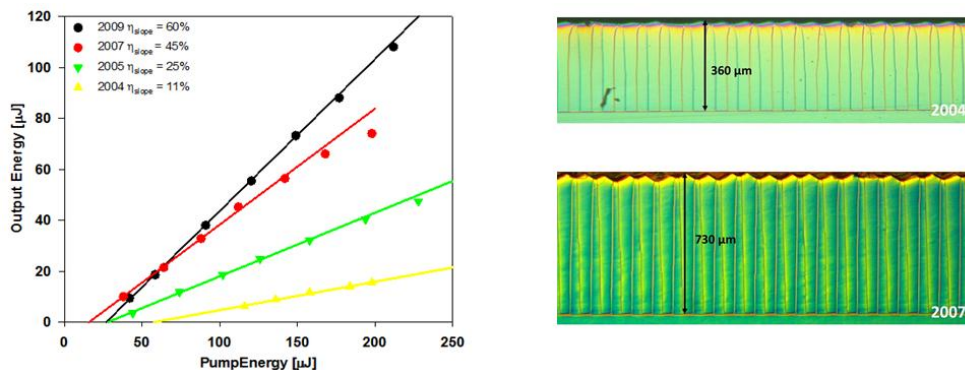 120
100
80
60
40
20
0
Output Energy [µJ]
2009 ηslope = 60%
2007 ηslope = 45%
2005 ηslope = 25%
2004 ηslope = 11%
0 50 100 150 200 250
PumpEnergy [µJ]
360 µm
2004
730 µm
2007